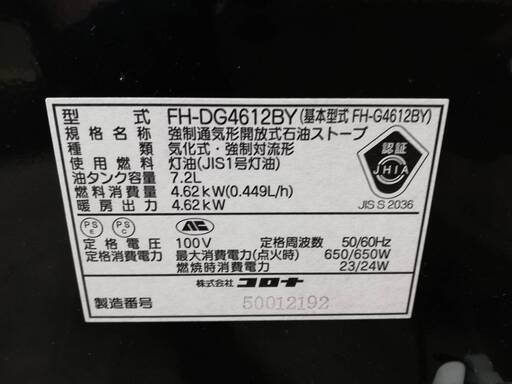 型式 FH-DG4612BY(基本型式 FH-G4612BY)
規格名称 強制通気形開放式石油ストーブ
種類 気化式・強制対流形
使用燃料 灯油(JIS1号灯油)
油タンク容量 7.2L
燃料消費量 4.62kW(0.449L/h)
暖房出力 4.62kW
認証
JHIA
JIS S 2036
PS E PS C
定格電圧 100V 定格周波数 50/60Hz
定格消費電力 最大消費電力(点火時) 650/650W
燃焼時消費電力 23/24W
株式会社 コロナ
製造番号 50012192